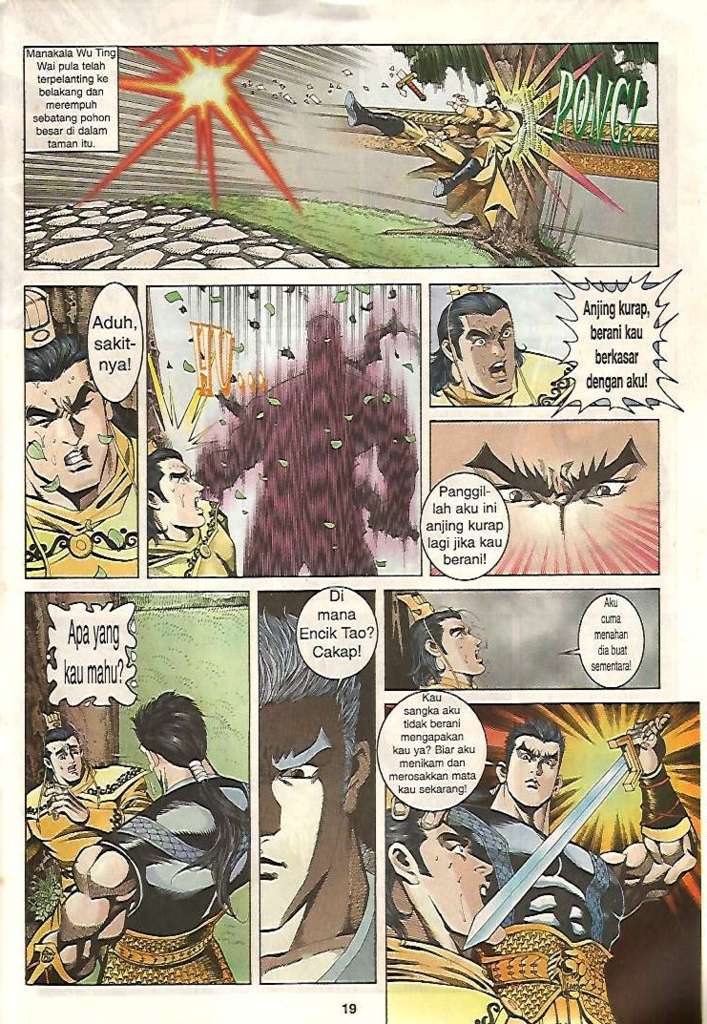 Manakala Wu Ting
Wai pula telah
terpelanting ke
belakang dan
merempuh
sebatang pohon
besar di dalam
taman itu.
PONG!
Aduh,
sakit-
nya!
Anjing kurap,
berani kau
berkasar
dengan aku!
Panggil-
lah aku ini
anjing kurap
lagi jika kau
berani!
Apa yang
kau mahu?
Di
mana
Encik Tao?
Cakap!
Aku
cuma
menahan
dia buat
sementara!
Kau
sangka aku
tidak berani
mengapakan
kau ya? Biar aku
menikam dan
merosakkan mata
kau sekarang!
19